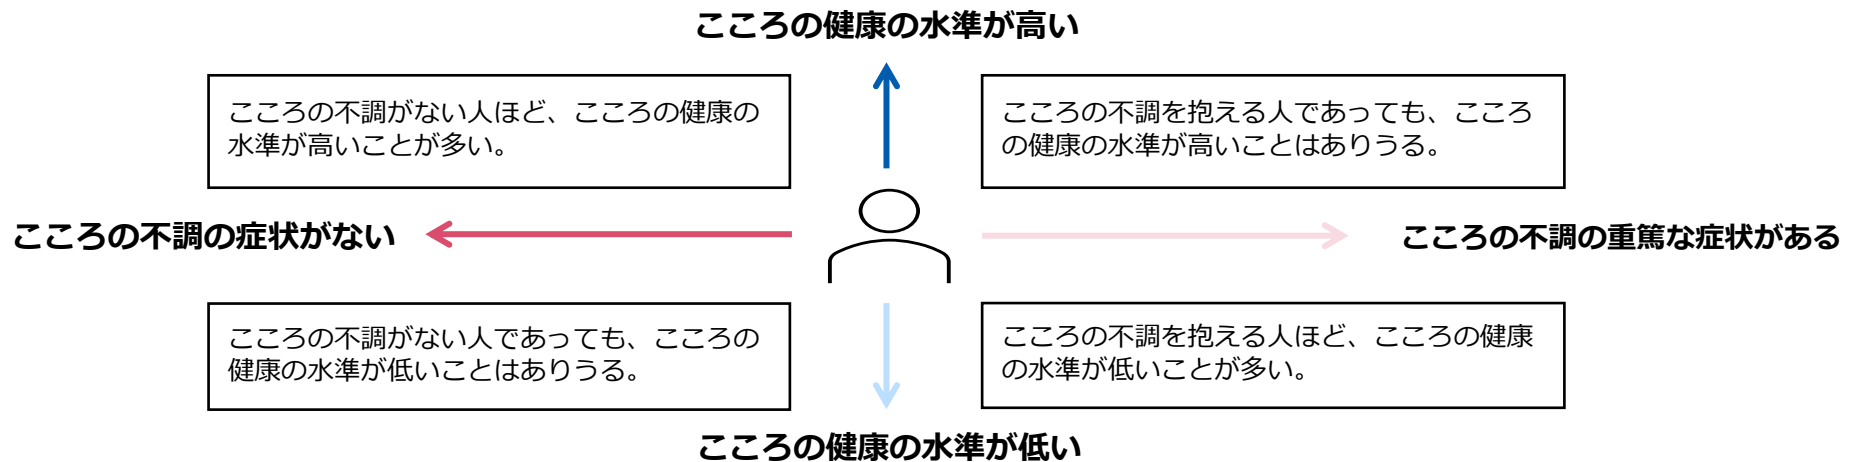 こころの健康の水準が高い
こころの不調がない人ほど、こころの健康の
水準が高いことが多い。
こころの不調を抱える人であっても、こころ
の健康の水準が高いことはありうる。
こころの不調の症状がない
こころの不調の重篤な症状がある
こころの不調がない人であっても、こころの
健康の水準が低いことはありうる。
こころの不調を抱える人ほど、こころの健康
の水準が低いことが多い。
こころの健康の水準が低い